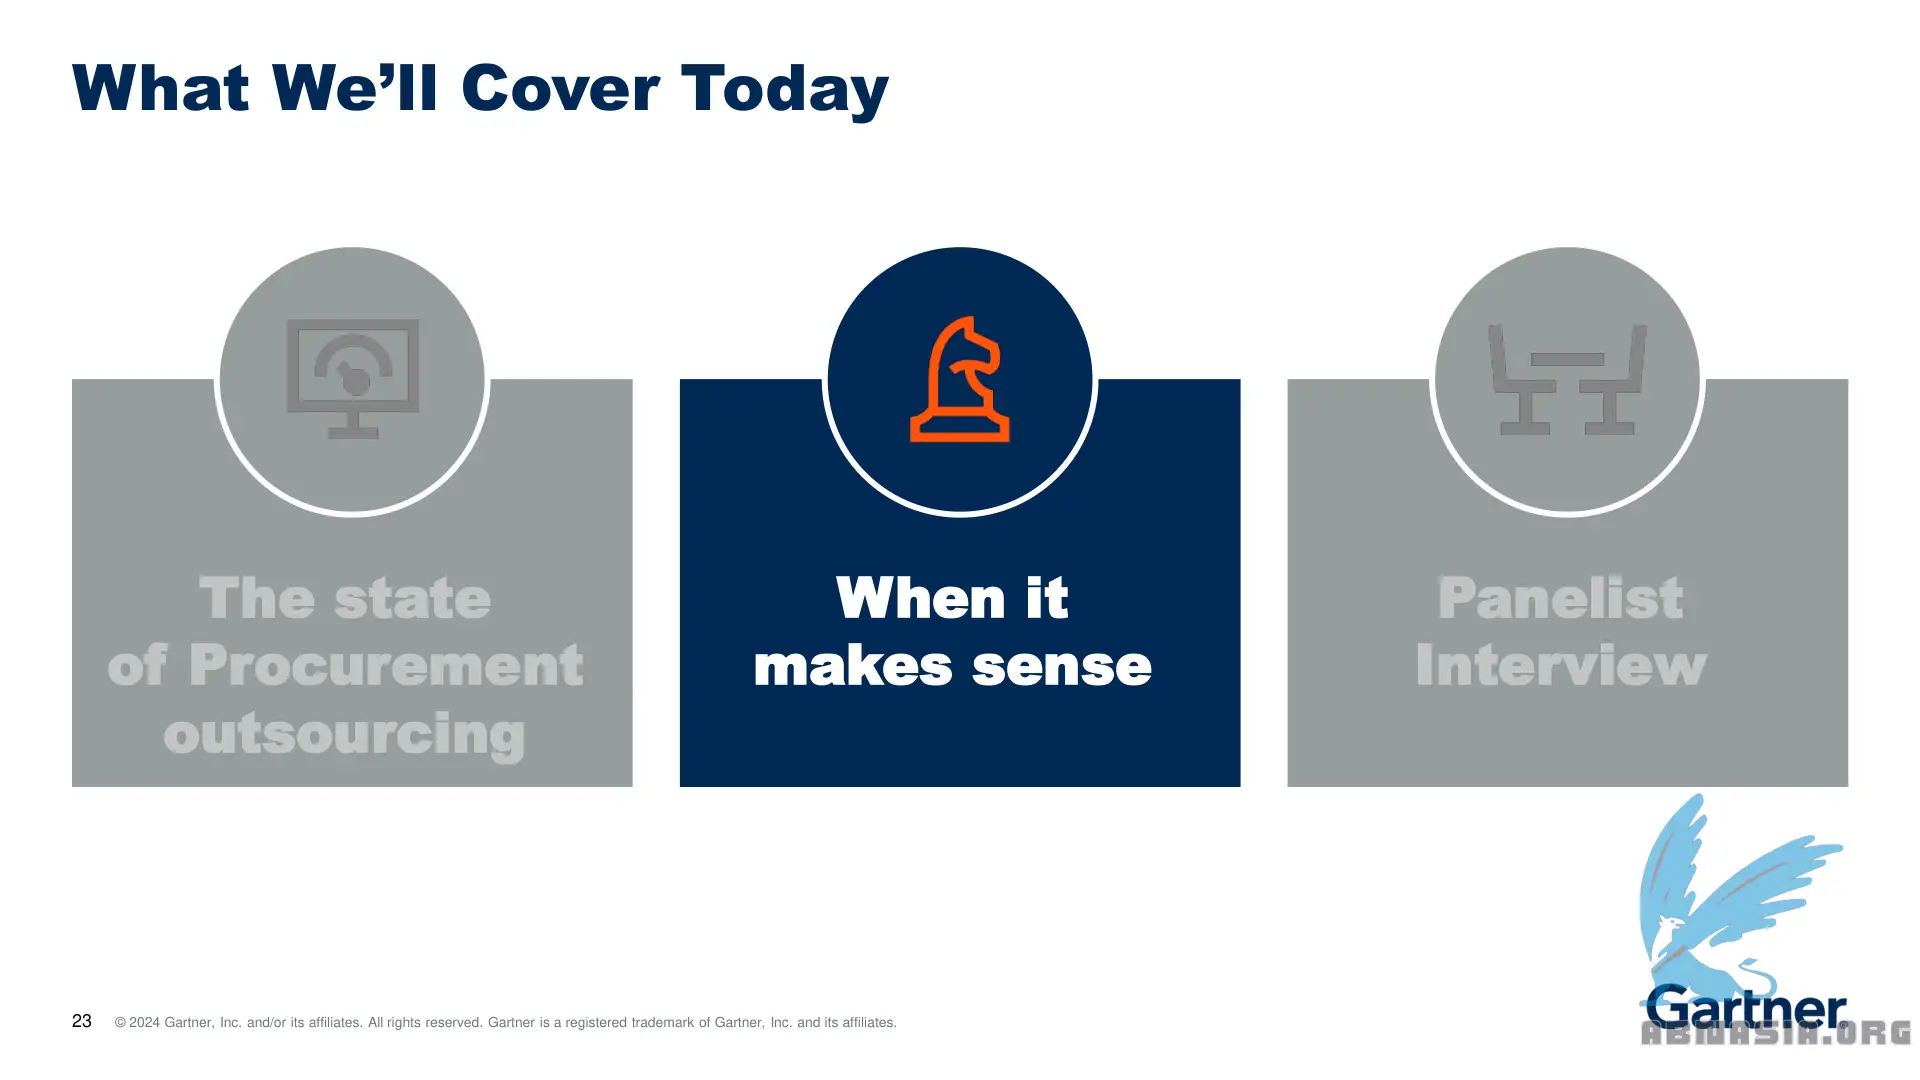 What We’ll Cover Today
The state
of Procurement
outsourcing
When it
makes sense
Panelist
Interview
23
© 2024 Gartner, Inc. and/or its affiliates. All rights reserved. Gartner is a registered trademark of Gartner, Inc. and its affiliates.
Gartner
ABNASIA.ORG